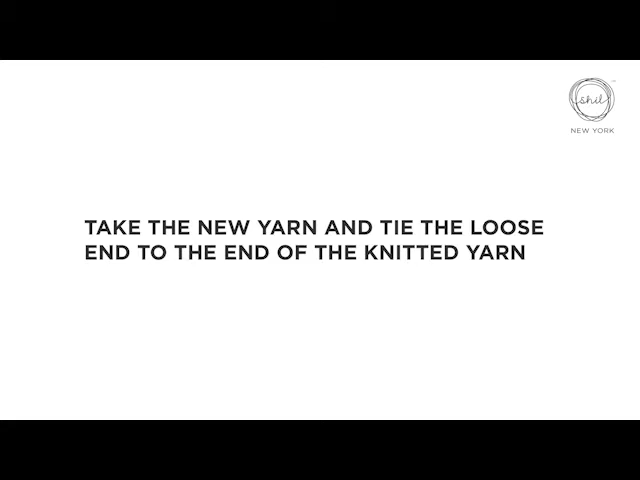 shil
NEW YORK
TAKE THE NEW YARN AND TIE THE LOOSE
END TO THE END OF THE KNITTED YARN